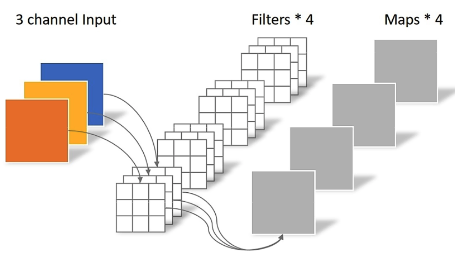 3 channel Input
Filters * 4
Maps * 4